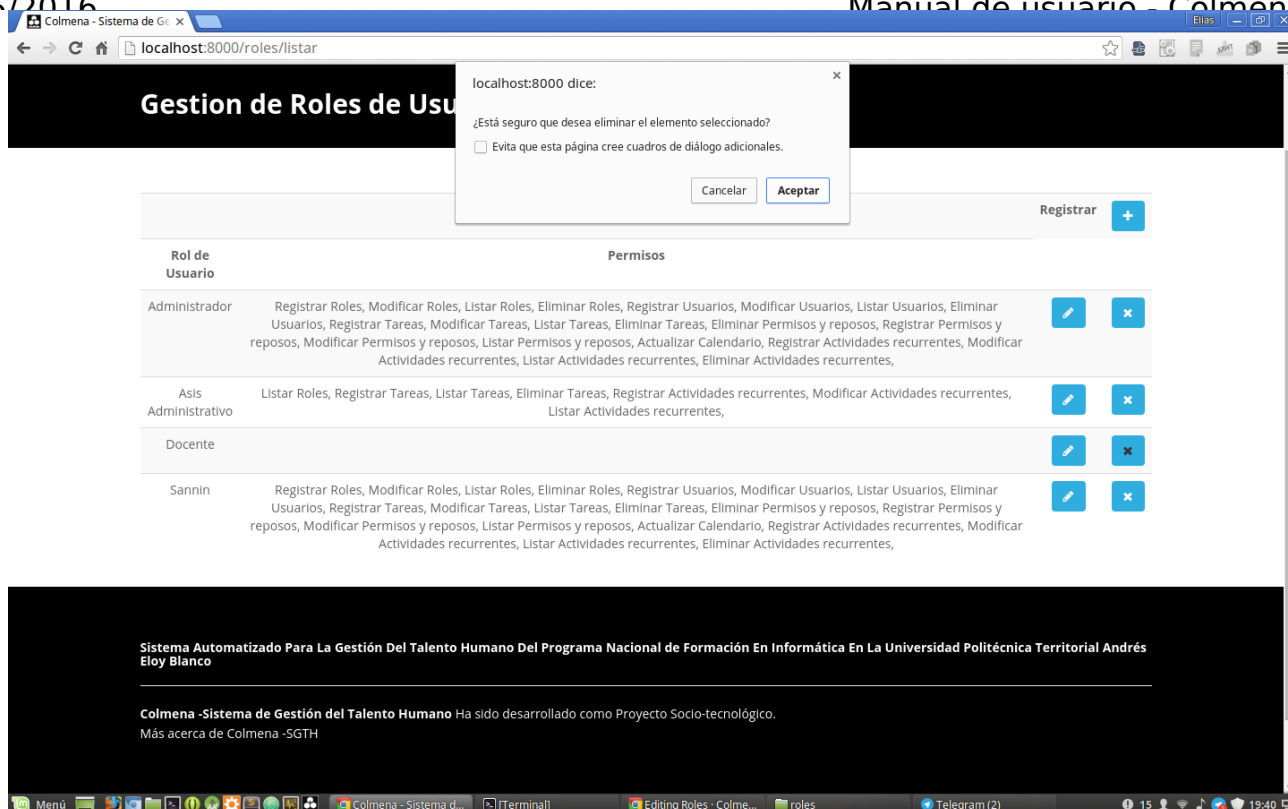 /2016
Manual de usuario - Colmen
Colmena - Sistema de Ge
Elias
localhost:8000/roles/listar
Gestion de Roles de Usu
localhost:8000 dice:
¿Está seguro que desea eliminar el elemento seleccionado?
Evita que esta página cree cuadros de diálogo adicionales.
Cancelar Aceptar
Registrar
Rol de
Usuario
Permisos
Administrador
Registrar Roles, Modificar Roles, Listar Roles, Eliminar Roles, Registrar Usuarios, Modificar Usuarios, Listar Usuarios, Eliminar
Usuarios, Registrar Tareas, Modificar Tareas, Listar Tareas, Eliminar Tareas, Eliminar Permisos y reposos, Registrar Permisos y
reposos, Modificar Permisos y reposos, Listar Permisos y reposos, Actualizar Calendario, Registrar Actividades recurrentes, Modificar
Actividades recurrentes, Listar Actividades recurrentes, Eliminar Actividades recurrentes,
Asis
Administrativo
Listar Roles, Registrar Tareas, Listar Tareas, Eliminar Tareas, Registrar Actividades recurrentes, Modificar Actividades recurrentes,
Listar Actividades recurrentes,
Docente
Sannin
Registrar Roles, Modificar Roles, Listar Roles, Eliminar Roles, Registrar Usuarios, Modificar Usuarios, Listar Usuarios, Eliminar
Usuarios, Registrar Tareas, Modificar Tareas, Listar Tareas, Eliminar Tareas, Eliminar Permisos y reposos, Registrar Permisos y
reposos, Modificar Permisos y reposos, Listar Permisos y reposos, Actualizar Calendario, Registrar Actividades recurrentes, Modificar
Actividades recurrentes, Listar Actividades recurrentes, Eliminar Actividades recurrentes,
Sistema Automatizado Para La Gestión Del Talento Humano Del Programa Nacional de Formación En Informática En La Universidad Politécnica Territorial Andrés
Eloy Blanco
Colmena -Sistema de Gestión del Talento Humano Ha sido desarrollado como Proyecto Socio-tecnológico.
Más acerca de Colmena -SGTH
Menú Colmena - Sistema d... [Terminal] Editing Roles · Colme... roles Telegram (2) 15 19:40